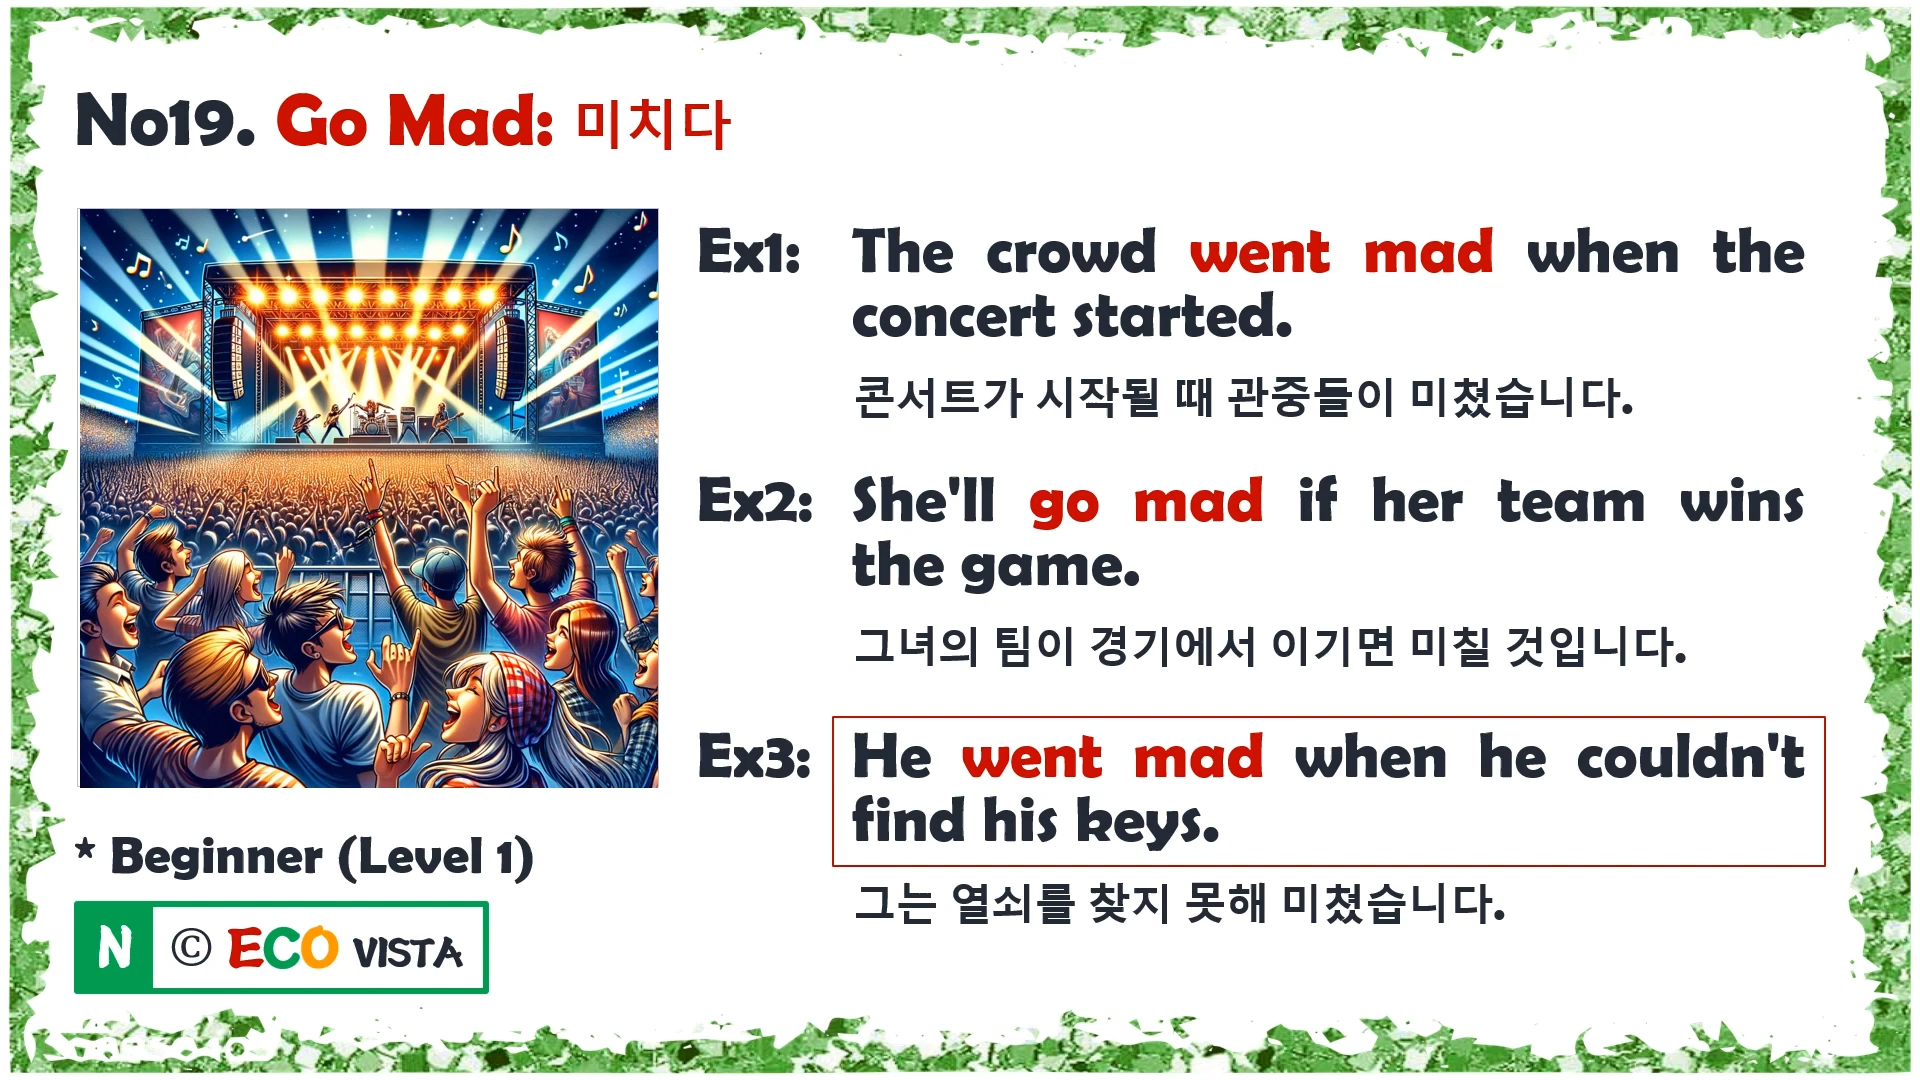 No19. Go Mad: 미치다
Ex1: The crowd went mad when the
concert started.
콘서트가 시작될 때 관중들이 미쳤습니다.
Ex2: She'll go mad if her team wins
the game.
그녀의 팀이 경기에서 이기면 미칠 것입니다.
Ex3: He went mad when he couldn't
find his keys.
그는 열쇠를 찾지 못해 미쳤습니다.
* Beginner (Level 1)
N © ECO VISTA